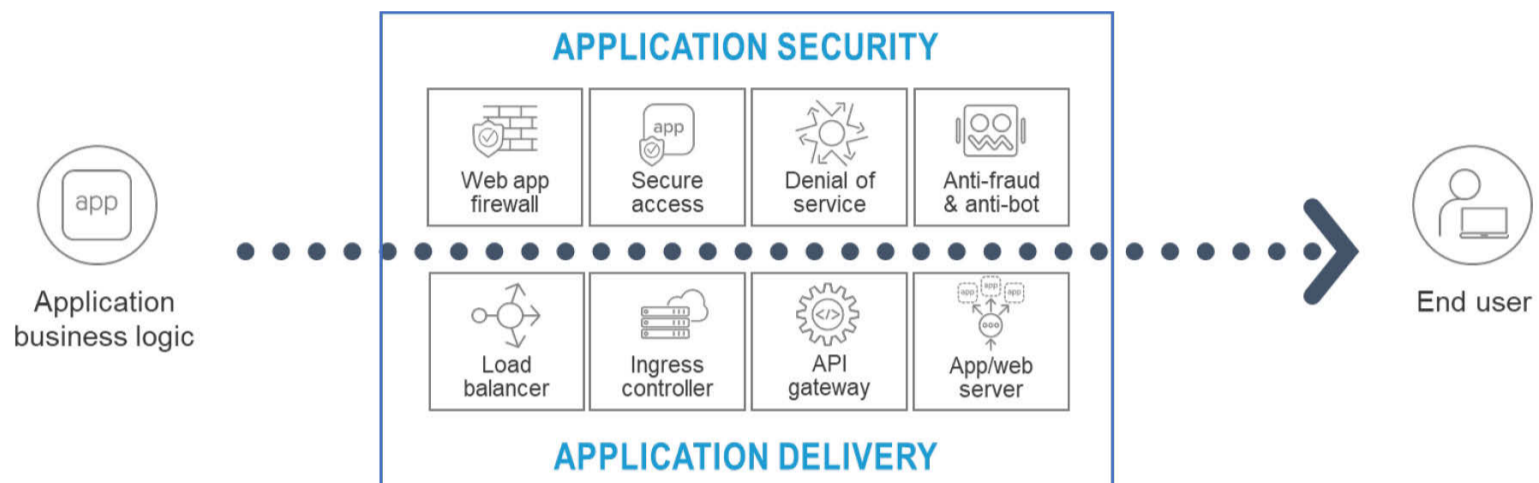 APPLICATION SECURITY
app
Web app
firewall
app
Secure
access
Denial of
service
Anti-fraud
& anti-bot
app
Application
business logic
End user
Load
balancer
Ingress
controller
</>
API
gateway
app
app
app
App/web
server
APPLICATION DELIVERY